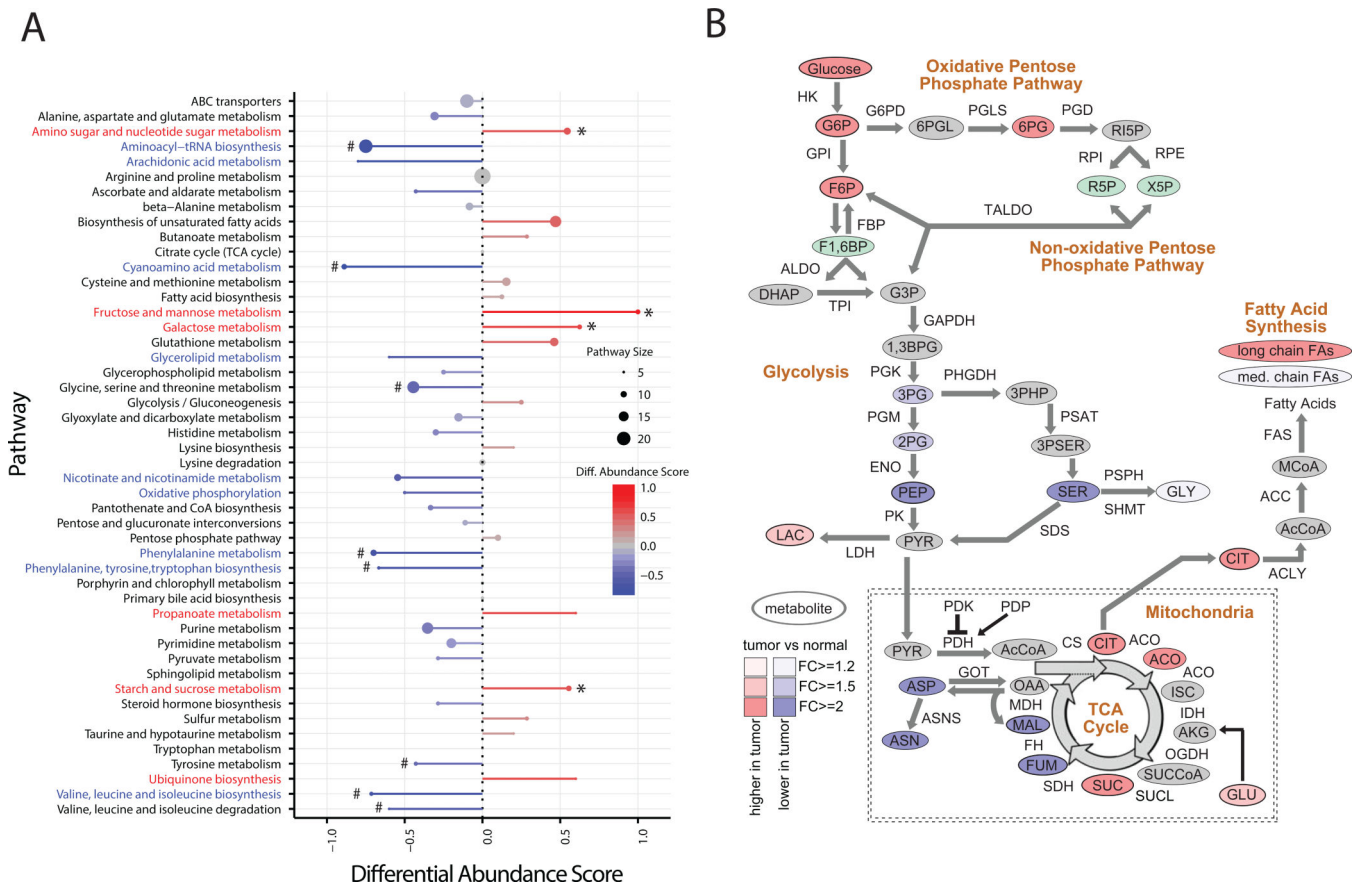 A
ABC transporters
Alanine, aspartate and glutamate metabolism
Amino sugar and nucleotide sugar metabolism
*
Aminoacyl−tRNA biosynthesis
#
Arachidonic acid metabolism
Arginine and proline metabolism
Ascorbate and aldarate metabolism
beta−Alanine metabolism
Biosynthesis of unsaturated fatty acids
Butanoate metabolism
Citrate cycle (TCA cycle)
Cyanoamino acid metabolism
#
Cysteine and methionine metabolism
Fatty acid biosynthesis
Fructose and mannose metabolism
*
Galactose metabolism
*
Glutathione metabolism
Glycerolipid metabolism
Glycerophospholipid metabolism
Glycine, serine and threonine metabolism
#
Glycolysis / Gluconeogenesis
Glyoxylate and dicarboxylate metabolism
Histidine metabolism
Lysine biosynthesis
Lysine degradation
Nicotinate and nicotinamide metabolism
Oxidative phosphorylation
Pantothenate and CoA biosynthesis
Pentose and glucuronate interconversions
Pentose phosphate pathway
Phenylalanine metabolism
#
Phenylalanine, tyrosine,tryptophan biosynthesis
#
Porphyrin and chlorophyll metabolism
Primary bile acid biosynthesis
Propanoate metabolism
Purine metabolism
Pyrimidine metabolism
Pyruvate metabolism
Sphingolipid metabolism
Starch and sucrose metabolism
*
Steroid hormone biosynthesis
Sulfur metabolism
Taurine and hypotaurine metabolism
Tryptophan metabolism
Tyrosine metabolism
#
Ubiquinone biosynthesis
Valine, leucine and isoleucine biosynthesis
#
Valine, leucine and isoleucine degradation
#
Pathway
−1.0
−0.5
0.0
0.5
1.0
Differential Abundance Score
Pathway Size
5
10
15
20
Diff. Abundance Score
1.0
0.5
0.0
−0.5
B
Glucose
Oxidative Pentose
Phosphate Pathway
HK
G6P
G6PD
6PGL
PGLS
6PG
PGD
RI5P
GPI
RPI
RPE
F6P
R5P
X5P
FBP
TALDO
F1,6BP
Non-oxidative Pentose
Phosphate Pathway
ALDO
DHAP
TPI
G3P
GAPDH
1,3BPG
Glycolysis
PGK
PHGDH
3PG
3PHP
PGM
PSAT
2PG
3PSER
ENO
PEP
SER
PSPH
SHMT
GLY
PK
SDS
LAC
LDH
PYR
Fatty Acid
Synthesis
long chain FAs
med. chain FAs
Fatty Acids
FAS
MCoA
ACC
AcCoA
CIT
ACLY
metabolite
tumor vs normal
FC>=1.2
FC>=1.5
FC>=2
higher in tumor
lower in tumor
Mitochondria
PDK
PDP
PYR
PDH
AcCoA
CS
CIT
ACO
ACO
ACO
ISC
IDH
AKG
OGDH
SUCCoA
SUCL
SUC
SDH
FUM
FH
MAL
MDH
OAA
GOT
ASP
ASNS
ASN
TCA
Cycle
GLU